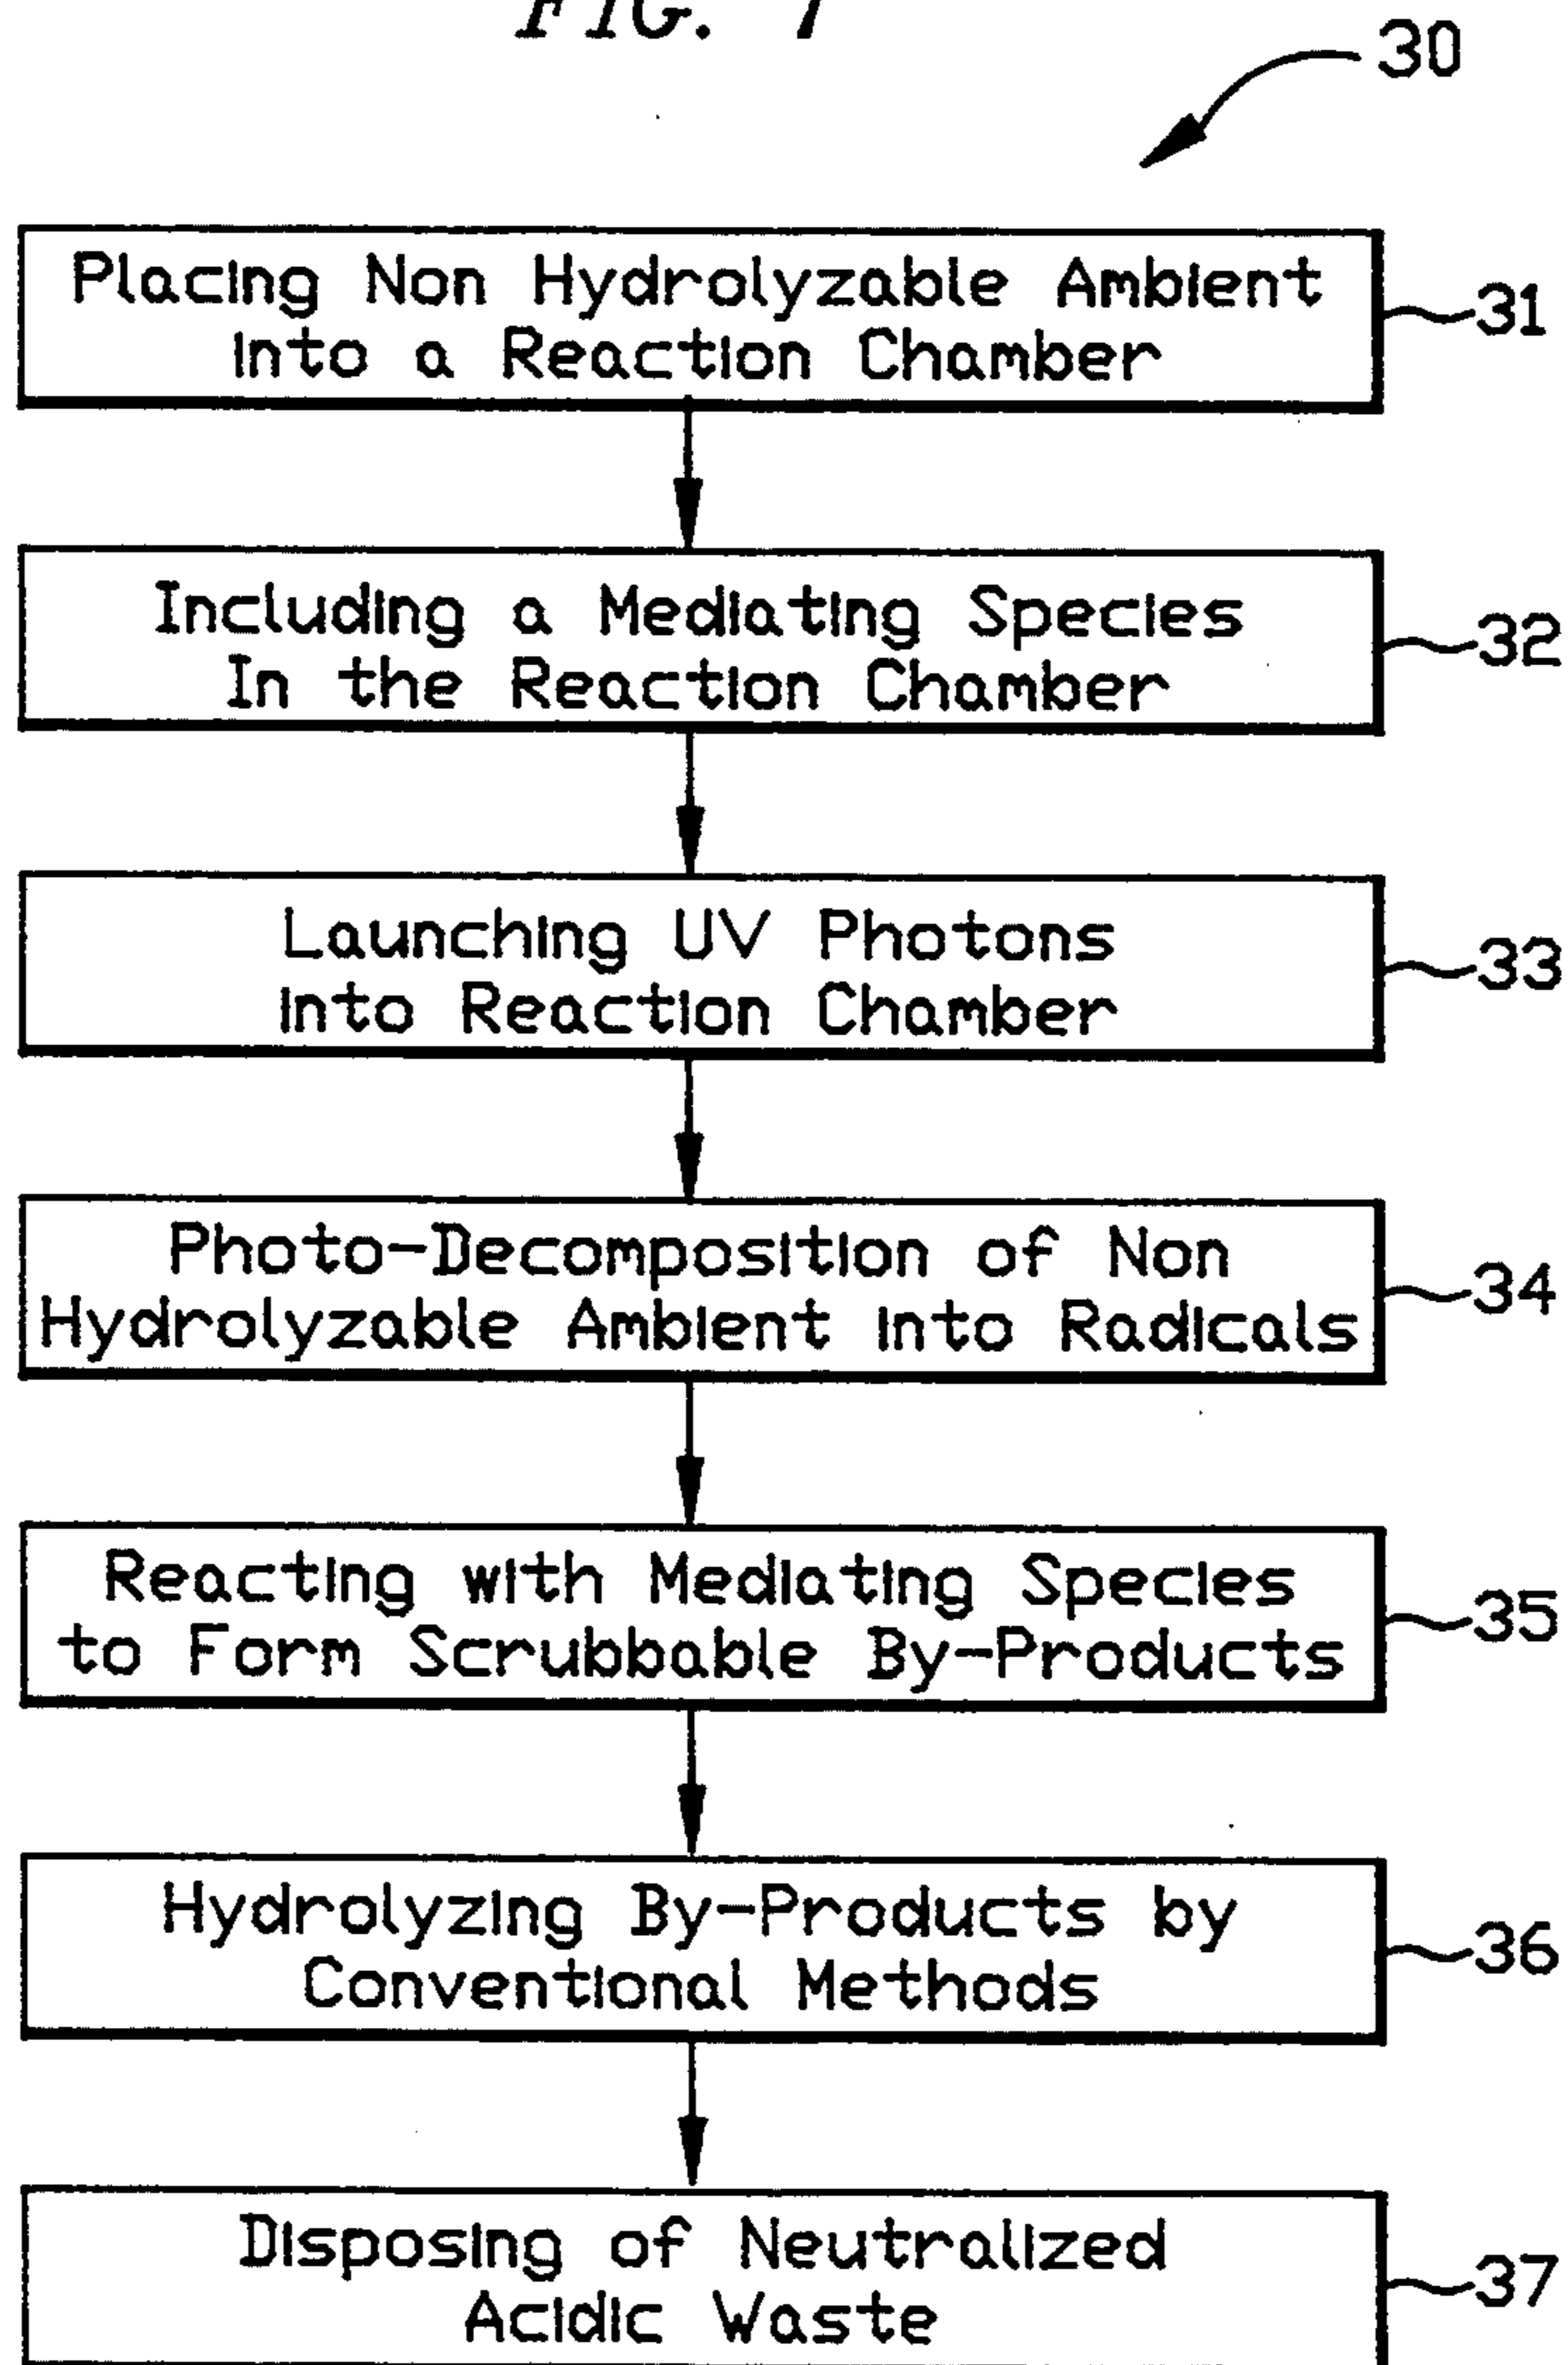 FIG.
30
Placing Non Hydrolyzable Ambient
into a Reaction Chamber
31
Including a Mediating Species
In the Reaction Chamber
32
Launching UV Photons
into Reaction Chamber
33
Photo-Decomposition of Non
Hydrolyzable Ambient into Radicals
34
Reacting with Mediating Species
to Form Scrubbable By-Products
35
Hydrolyzing By-Products by
Conventional Methods
36
Disposing of Neutralized
Acidic Waste
37